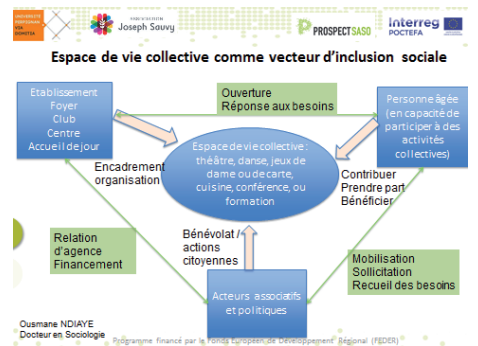 UNIVERSITÉ
PERPIGNAN
VIA
DOMITIA
Joseph Sauvy
PROSPECTSASO
Interreg
POCTEFA
Espace de vie collective comme vecteur d'inclusion sociale
Etablissement
Foyer
Club
Centre
Accueil de jour
Ouverture
Réponse aux besoins
Personne âgée
(en capacité de
participer à des
activités
collectives)
Espace de vie collective:
théâtre, danse, jeux de
dame ou de carte,
cuisine, conférence, ou
formation
Encadrement
organisation
Contribuer
Prendre part
Bénéficier
Relation
d'agence
Financement
Bénévolat /
actions
citoyennes
Mobilisation
Sollicitation
Recueil des besoins
Acteurs associatifs
et politiques
Ousmane NDIAYE
Docteur en Sociologie
Programme financé par le Fonds Européen de Développement Régional (FEDER)